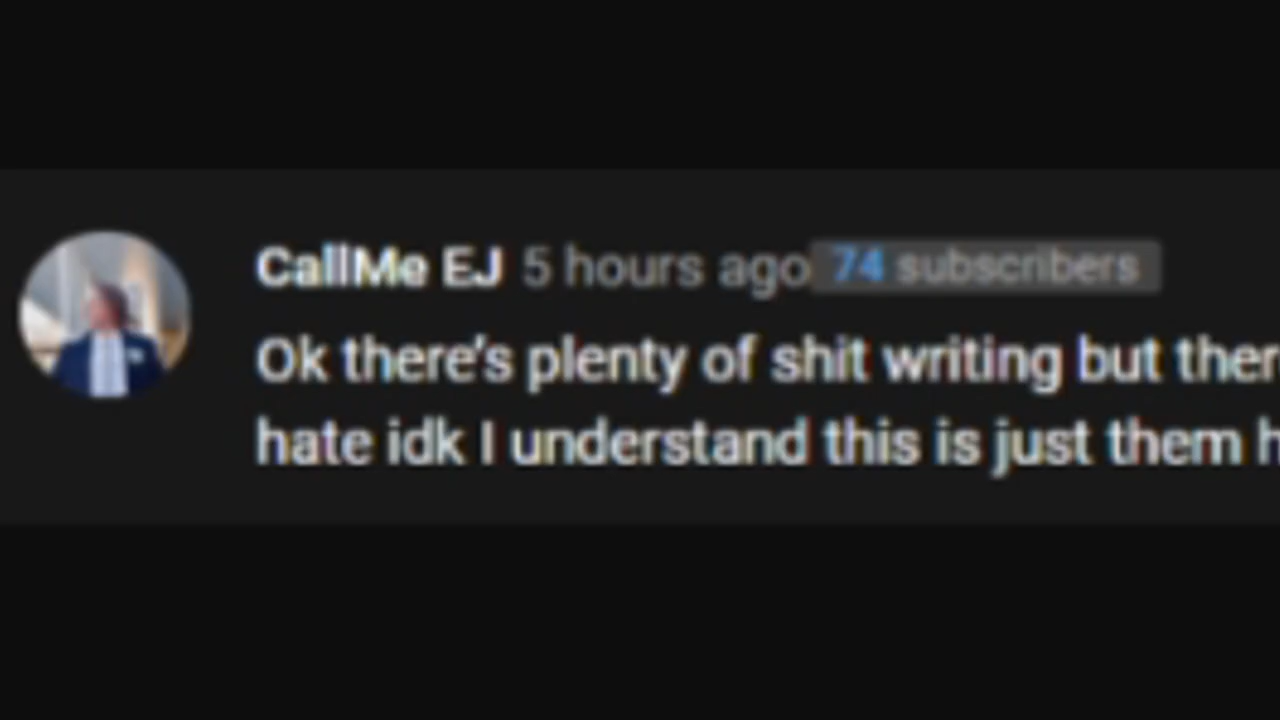 CallMe EJ 5 hours ago 74 subscribers
Ok there's plenty of shit writing but ther
hate idk I understand this is just them h